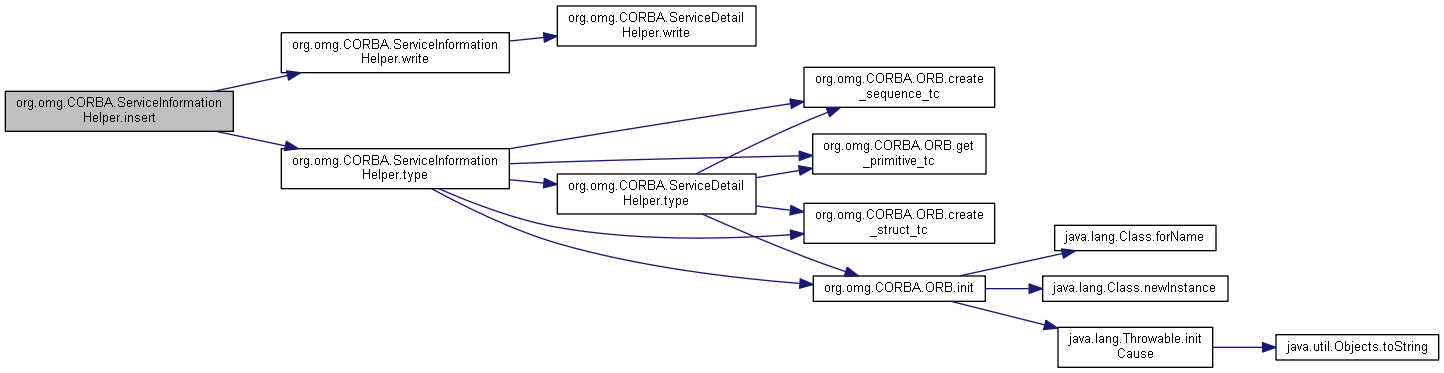 org.omg.CORBA.ServiceInformation
Helper.insert
org.omg.CORBA.ServiceInformation
Helper.write
org.omg.CORBA.ServiceDetail
Helper.write
org.omg.CORBA.ServiceInformation
Helper.type
org.omg.CORBA.ServiceDetail
Helper.type
org.omg.CORBA.ORB.create
_sequence_tc
org.omg.CORBA.ORB.get
_primitive_tc
org.omg.CORBA.ORB.create
_struct_tc
org.omg.CORBA.ORB.init
java.lang.Class.forName
java.lang.Class.newInstance
java.lang.Throwable.init
Cause
java.util.Objects.toString